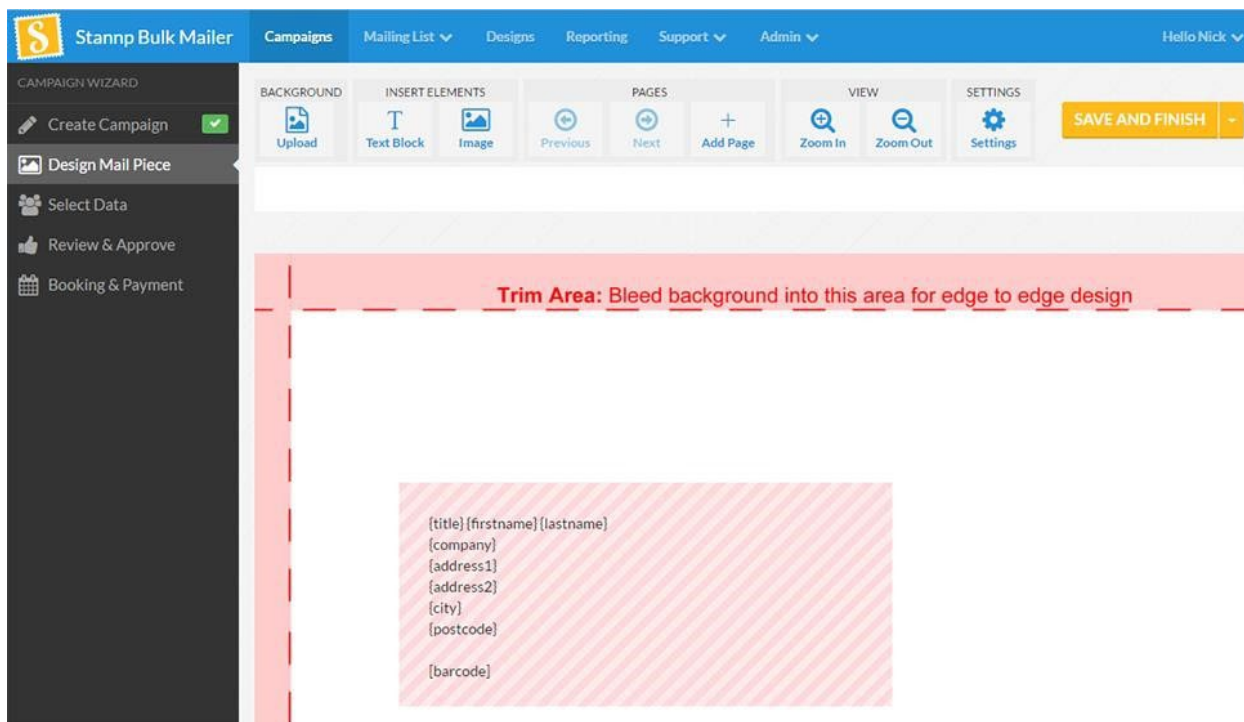 S Stannp Bulk Mailer Campaigns Mailing List Designs Reporting Support Admin Hello Nick
CAMPAIGN WIZARD
Create Campaign
Design Mail Piece
Select Data
Review & Approve
Booking & Payment
BACKGROUND INSERT ELEMENTS PAGES VIEW SETTINGS
Upload T Text Block Image Previous Next Add Page Zoom In Zoom Out Settings
SAVE AND FINISH
Trim Area: Bleed background into this area for edge to edge design
{title} {firstname} {lastname}
{company}
{address1}
{address2}
{city}
{postcode}
[barcode]